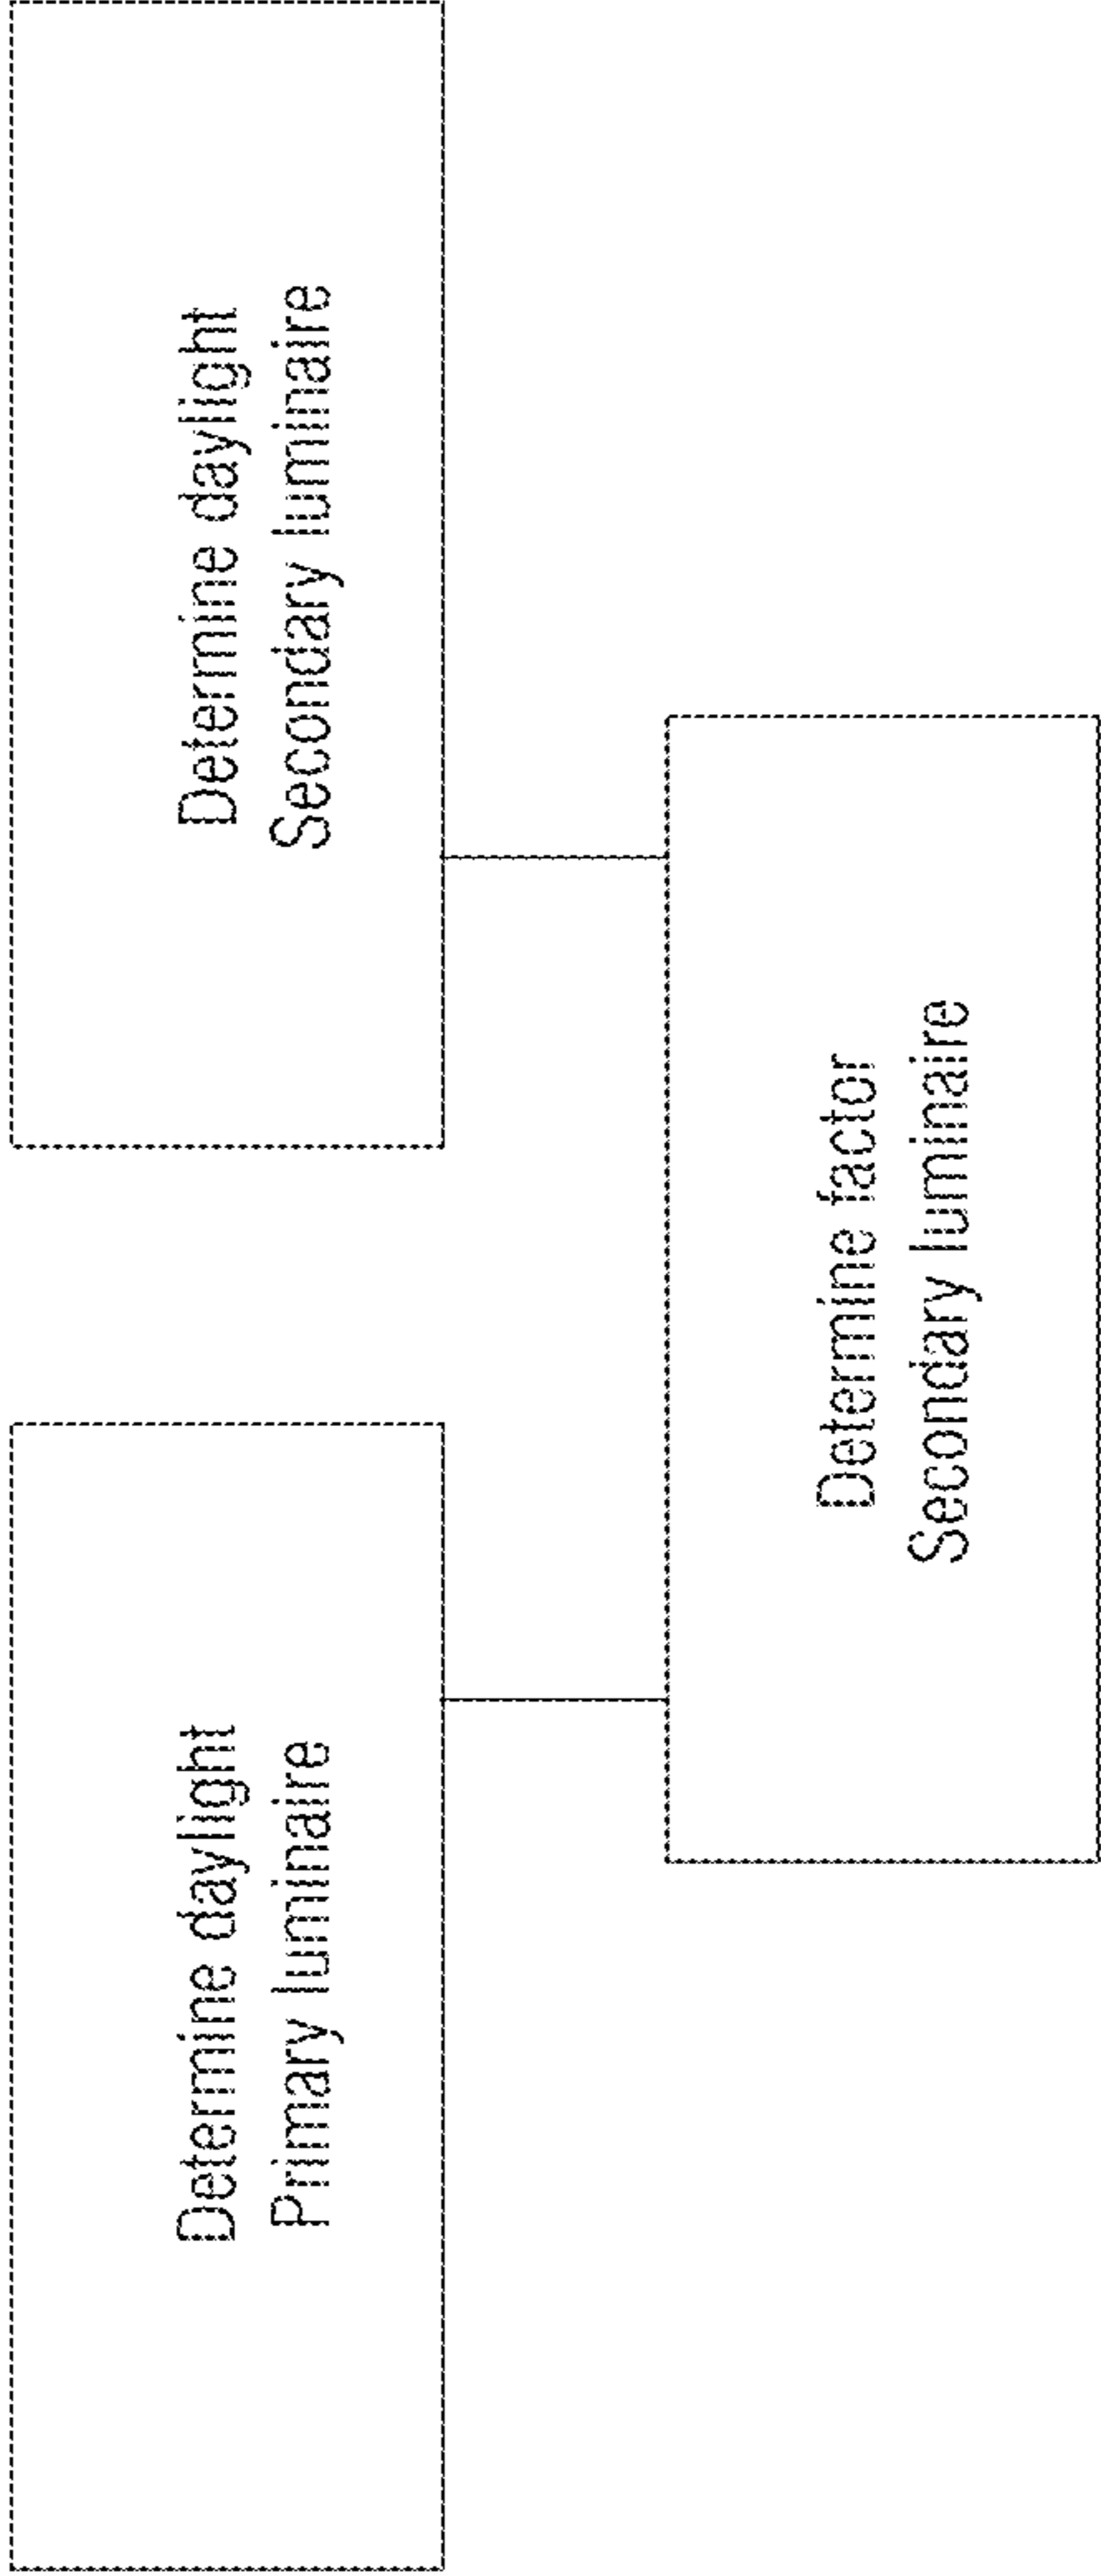 Determine daylight
Primary luminaire
Determine daylight
Secondary luminaire
Determine factor
Secondary luminaire